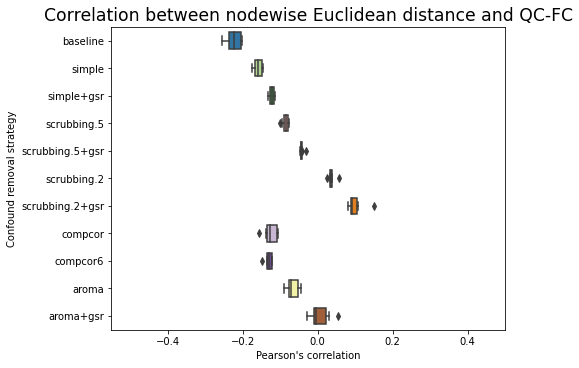 Correlation between nodewise Euclidean distance and QC-FC
Confound removal strategy
baseline
simple
simple+gsr
scrubbing.5
scrubbing.5+gsr
scrubbing.2
scrubbing.2+gsr
compcor
compcor6
aroma
aroma+gsr
−0.4 −0.2 0.0 0.2 0.4
Pearson's correlation